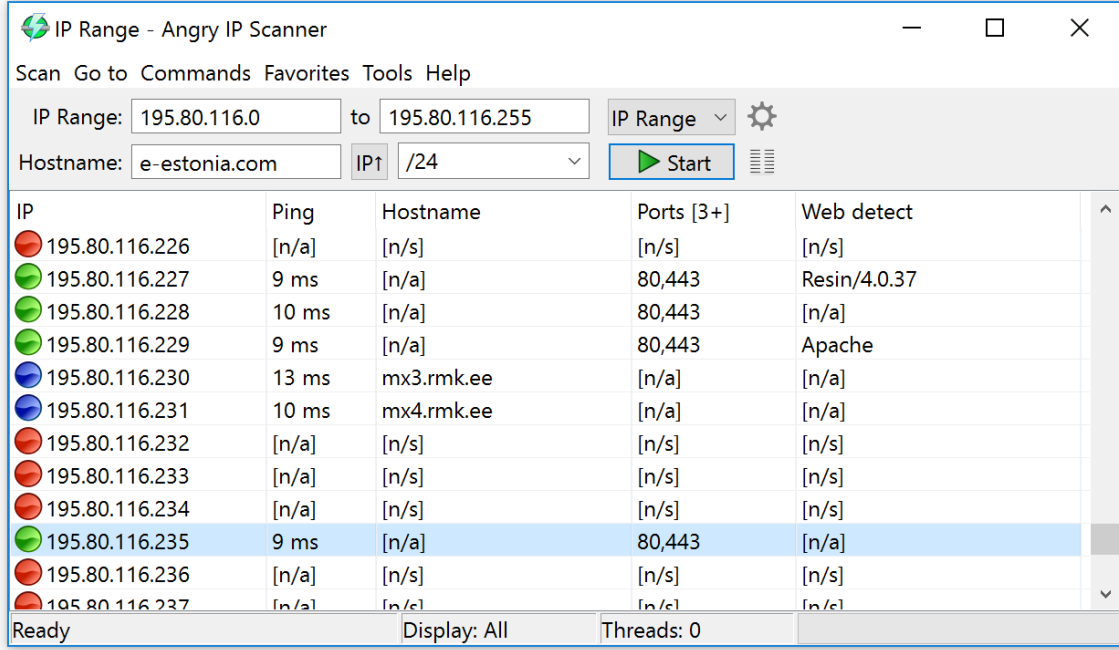 IP Range - Angry IP Scanner
Scan Go to Commands Favorites Tools Help
IP Range: 195.80.116.0 to 195.80.116.255 IP Range
Hostname: e-estonia.com IP↑ /24 Start
IP Ping Hostname Ports [3+] Web detect
195.80.116.226 [n/a] [n/s] [n/s] [n/s]
195.80.116.227 9 ms [n/a] 80,443 Resin/4.0.37
195.80.116.228 10 ms [n/a] 80,443 [n/a]
195.80.116.229 9 ms [n/a] 80,443 Apache
195.80.116.230 13 ms mx3.rmk.ee [n/a] [n/a]
195.80.116.231 10 ms mx4.rmk.ee [n/a] [n/a]
195.80.116.232 [n/a] [n/s] [n/s] [n/s]
195.80.116.233 [n/a] [n/s] [n/s] [n/s]
195.80.116.234 [n/a] [n/s] [n/s] [n/s]
195.80.116.235 9 ms [n/a] 80,443 [n/a]
195.80.116.236 [n/a] [n/s] [n/s] [n/s]
195.80.116.237 [n/a] [n/s] [n/s] [n/s]
Ready Display: All Threads: 0